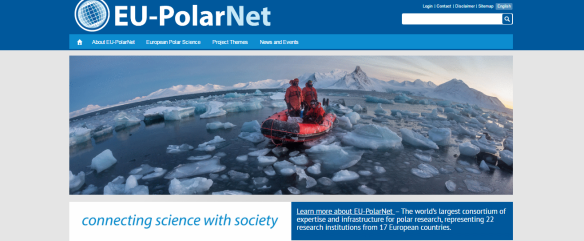 EU-PolarNet
Login | Contact | Disclaimer | Sitemap English
About EU-PolarNet European Polar Science Project Themes News and Events
connecting science with society
Learn more about EU-PolarNet – The world's largest consortium of
expertise and infrastructure for polar research, representing 22
research institutions from 17 European countries.